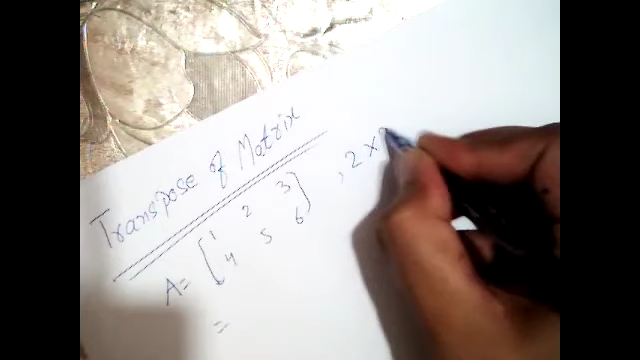 Transpose of Matrix
A = [ 1 2 3 , 2 ×
4 5 6 ]
=